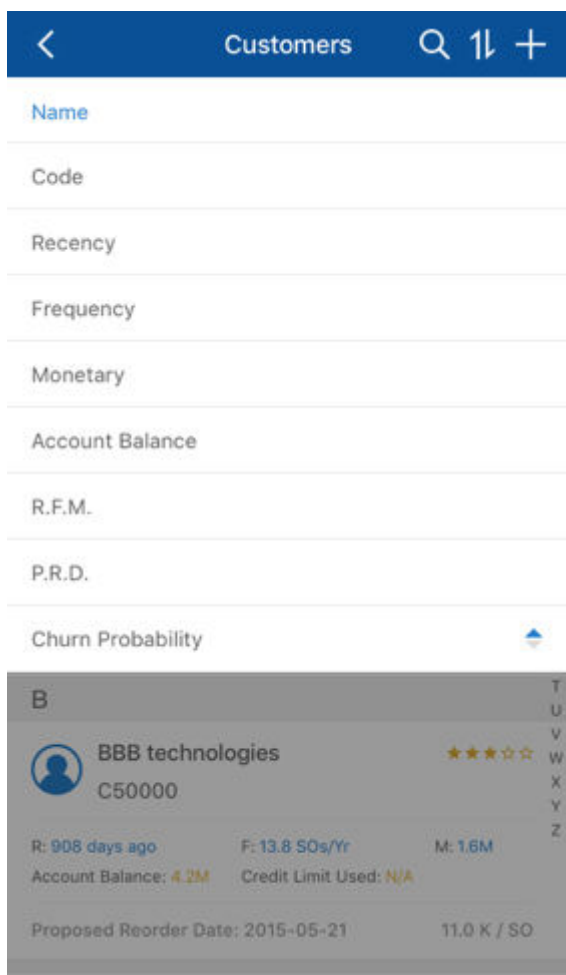 Customers
Name
Code
Recency
Frequency
Monetary
Account Balance
R.F.M.
P.R.D.
Churn Probability
B
T
U
V
W
X
Y
Z
BBB technologies
C50000
R: 908 days ago F: 13.8 SOs/Yr M: 1.6M
Account Balance: 4.2M Credit Limit Used: N/A
Proposed Reorder Date: 2015-05-21 11.0 K / SO